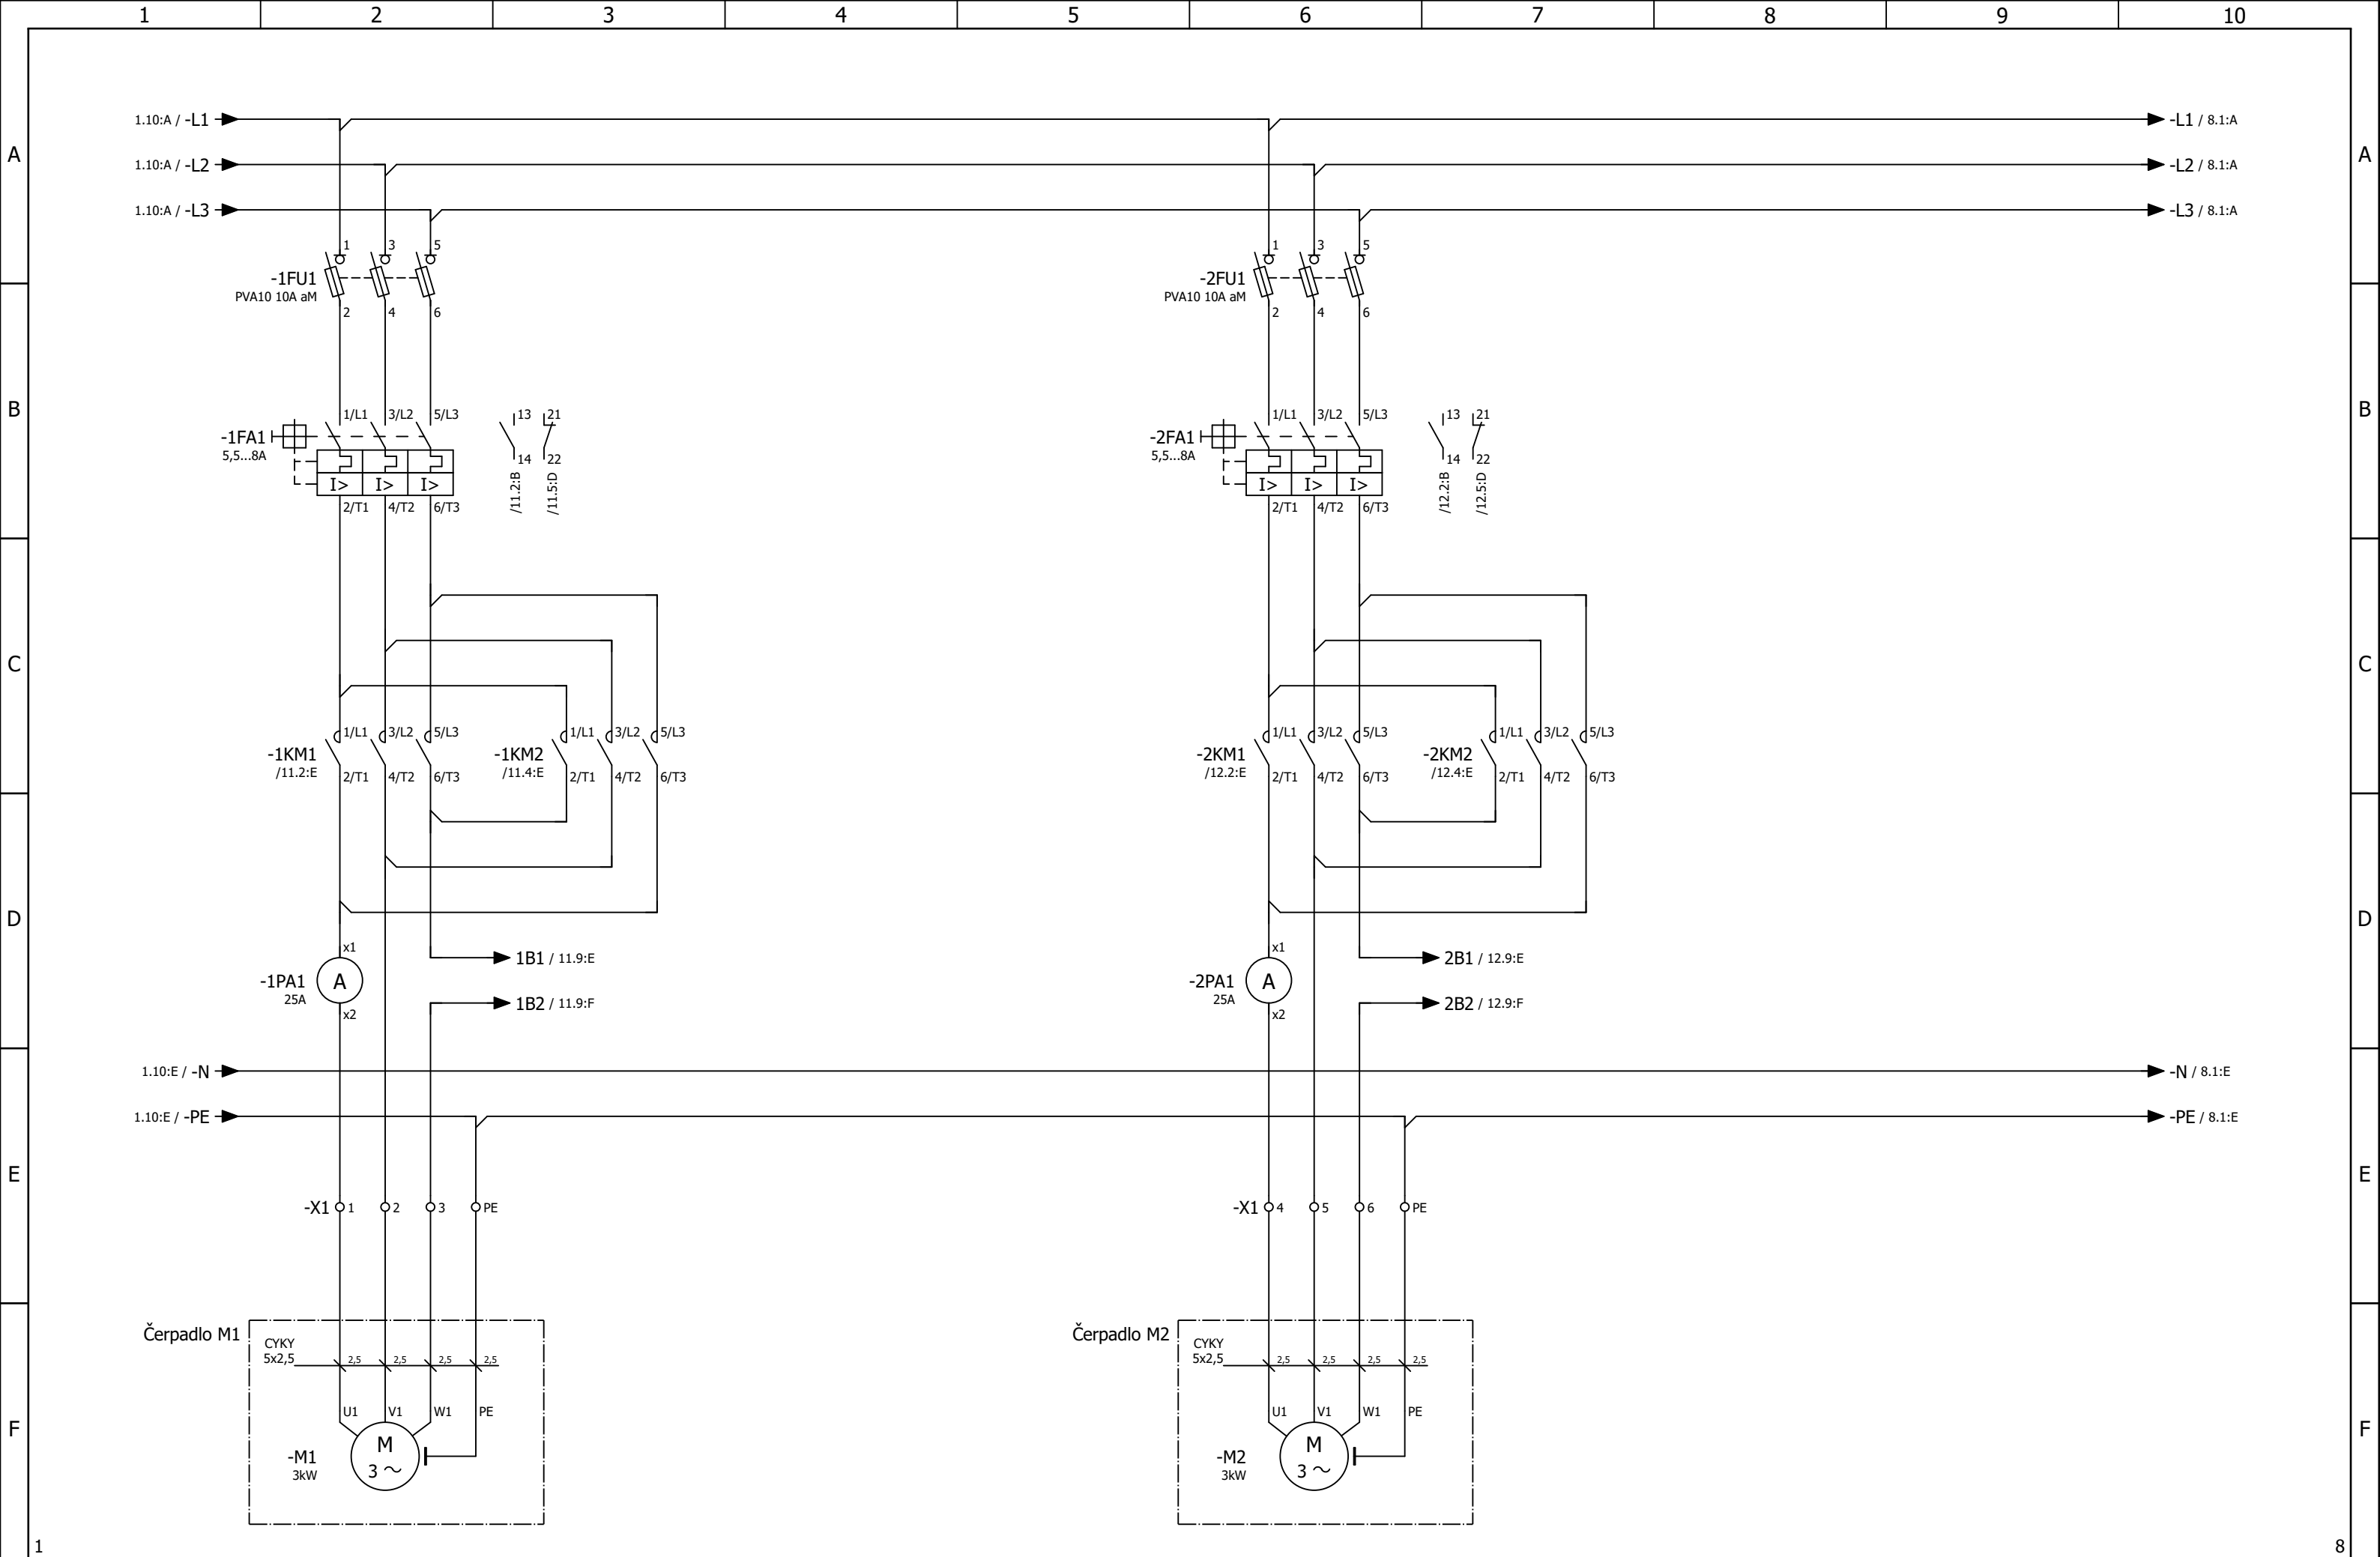 1 2 3 4 5 6 7 8 9 10
1.10:A / -L1 -L1 / 8.1:A
A A
1.10:A / -L2 -L2 / 8.1:A
1.10:A / -L3 -L3 / 8.1:A
1 3 5 1 3 5
-1FU1 -2FU1
PVA10 10A aM PVA10 10A aM
2 4 6 2 4 6
B B
1/L1 3/L2 5/L3 13 21 1/L1 3/L2 5/L3 13 21
-1FA1 -2FA1
5,5...8A 14 22 5,5...8A 14 22
I> I> I> I> I> I>
/11.2:B /11.5:D /12.2:B /12.5:D
2/T1 4/T2 6/T3 2/T1 4/T2 6/T3
C C
1/L1 3/L2 5/L3 1/L1 3/L2 5/L3 1/L1 3/L2 5/L3 1/L1 3/L2 5/L3
-1KM1 -1KM2 -2KM1 -2KM2
/11.2:E /11.4:E /12.2:E /12.4:E
2/T1 4/T2 6/T3 2/T1 4/T2 6/T3 2/T1 4/T2 6/T3 2/T1 4/T2 6/T3
D D
x1 1B1 / 11.9:E x1 2B1 / 12.9:E
-1PA1 A -2PA1 A
25A 25A
x2 1B2 / 11.9:F x2 2B2 / 12.9:F
1.10:E / -N -N / 8.1:E
1.10:E / -PE -PE / 8.1:E
E E
-X1 1 2 3 PE -X1 4 5 6 PE
Čerpadlo M1 Čerpadlo M2
CYKY CYKY
5x2,5 2,5 2,5 2,5 2,5 5x2,5 2,5 2,5 2,5 2,5
U1 V1 W1 PE U1 V1 W1 PE
F F
-M1 M -M2 M
3kW 3 ~ 3kW 3 ~
1 8